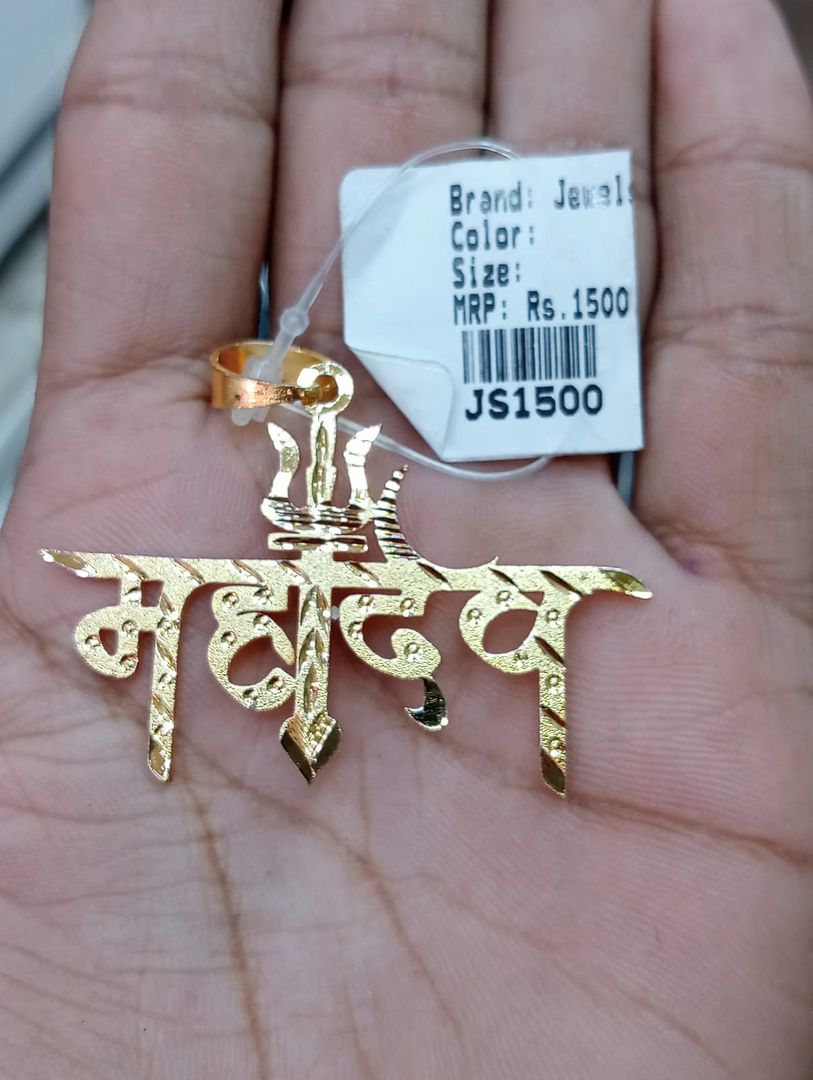 Brand: Jewels
Color:
Size:
MRP: Rs.1500
JS1500
महादेव